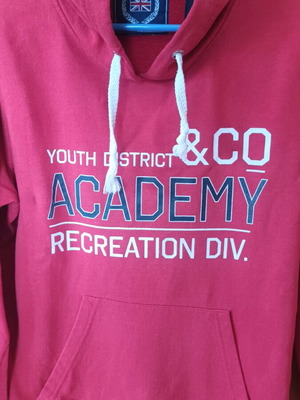 YOUTH DISTRICT &CO
ACADEMY
RECREATION DIV.